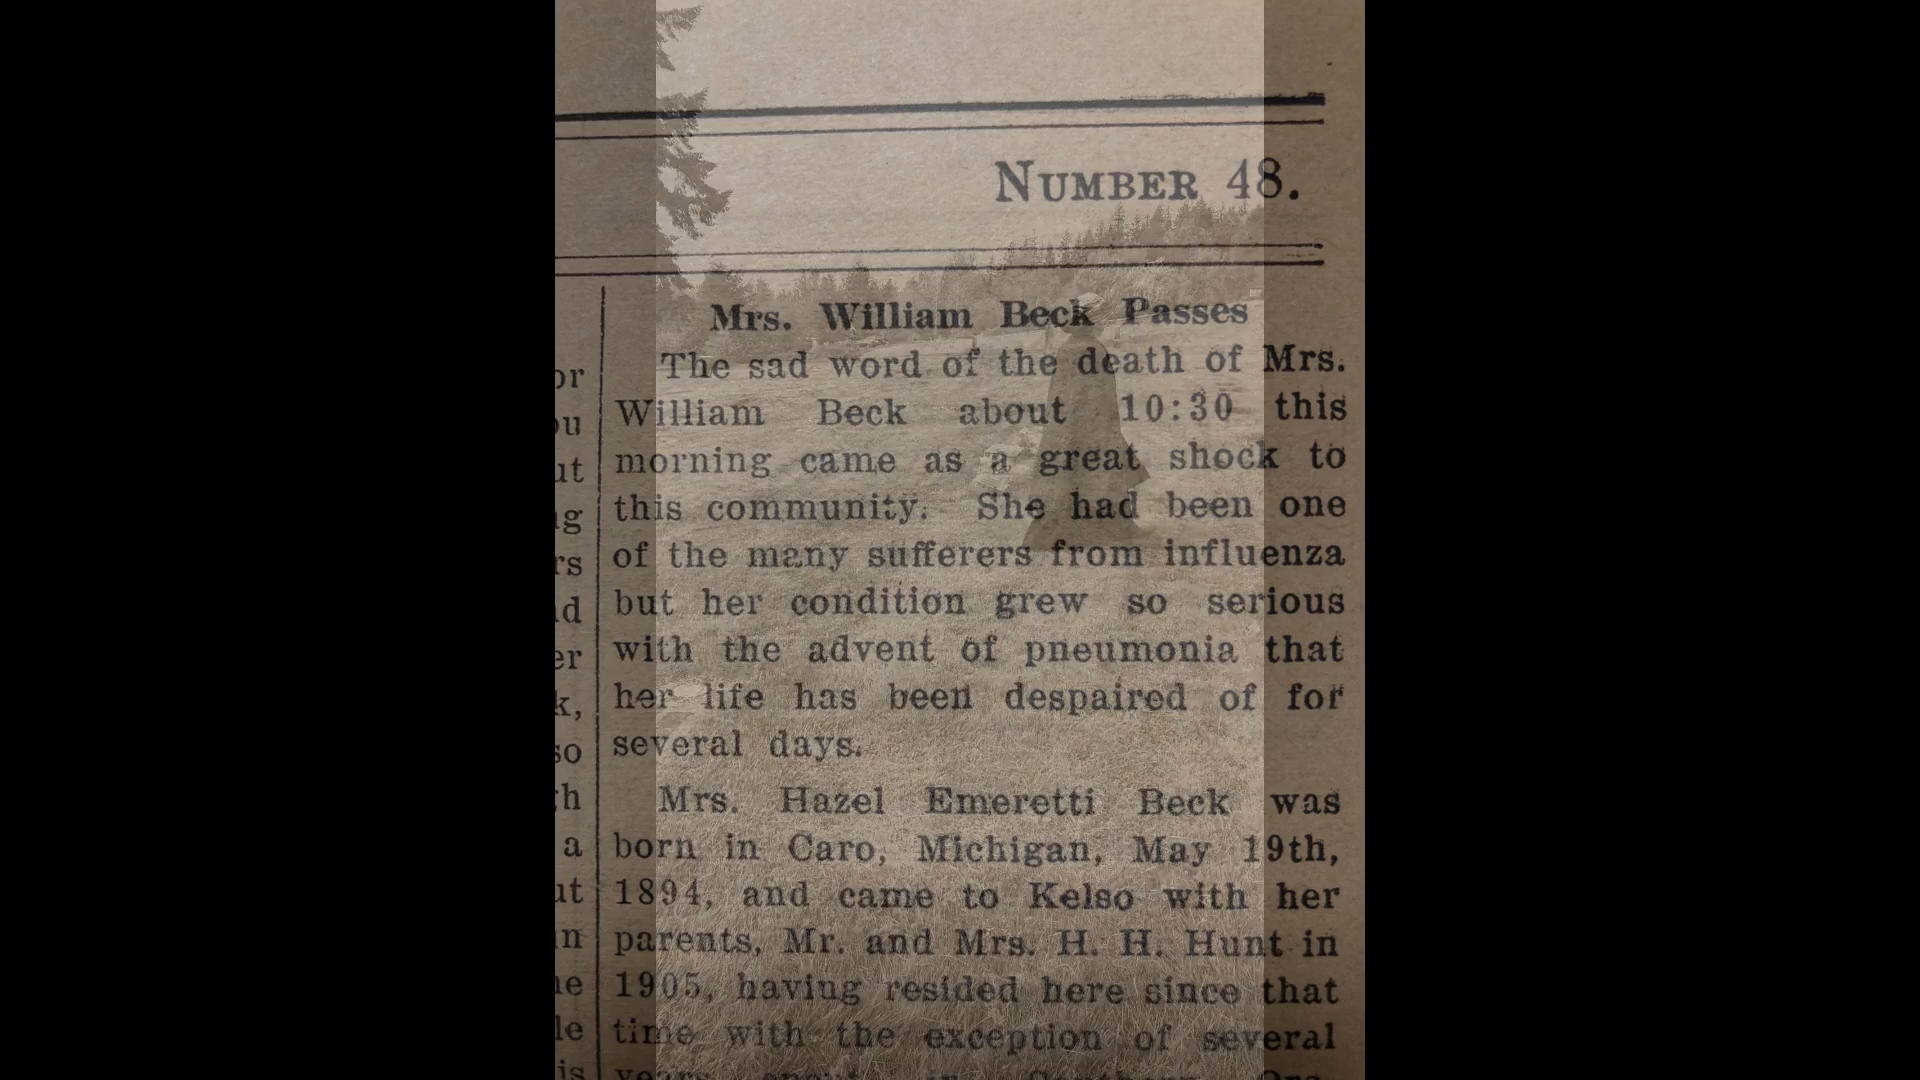 NUMBER 48.
Mrs. William Beck Passes
The sad word of the death of Mrs.
William Beck about 10:30 this
morning came as a great shock to
this community. She had been one
of the many sufferers from influenza
but her condition grew so serious
with the advent of pneumonia that
her life has been despaired of for
several days.
Mrs. Hazel Emeretti Beck was
born in Caro, Michigan, May 19th,
1894, and came to Kelso with her
parents, Mr. and Mrs. H. H. Hunt in
1905, having resided here since that
time with the exception of several